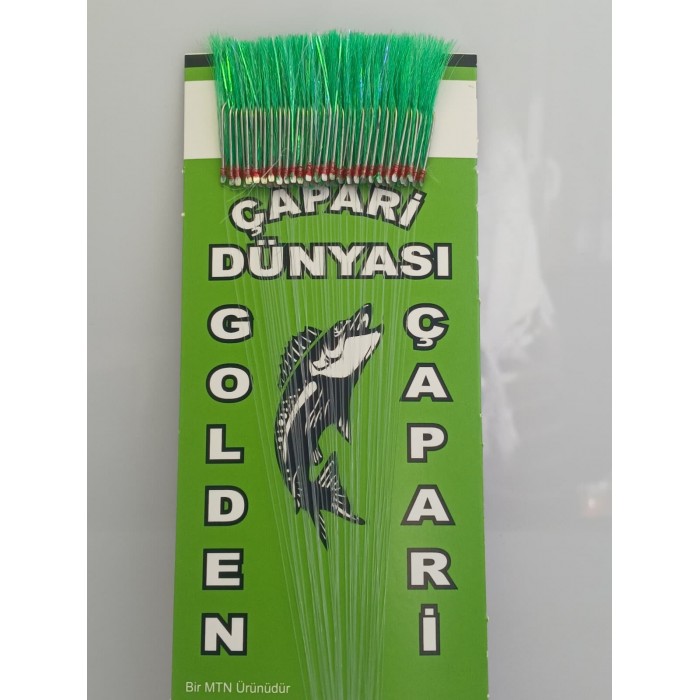 ÇAPARİ
DÜNYASI
GOLDEN
ÇAPARİ
Bir MTN Ürünüdür